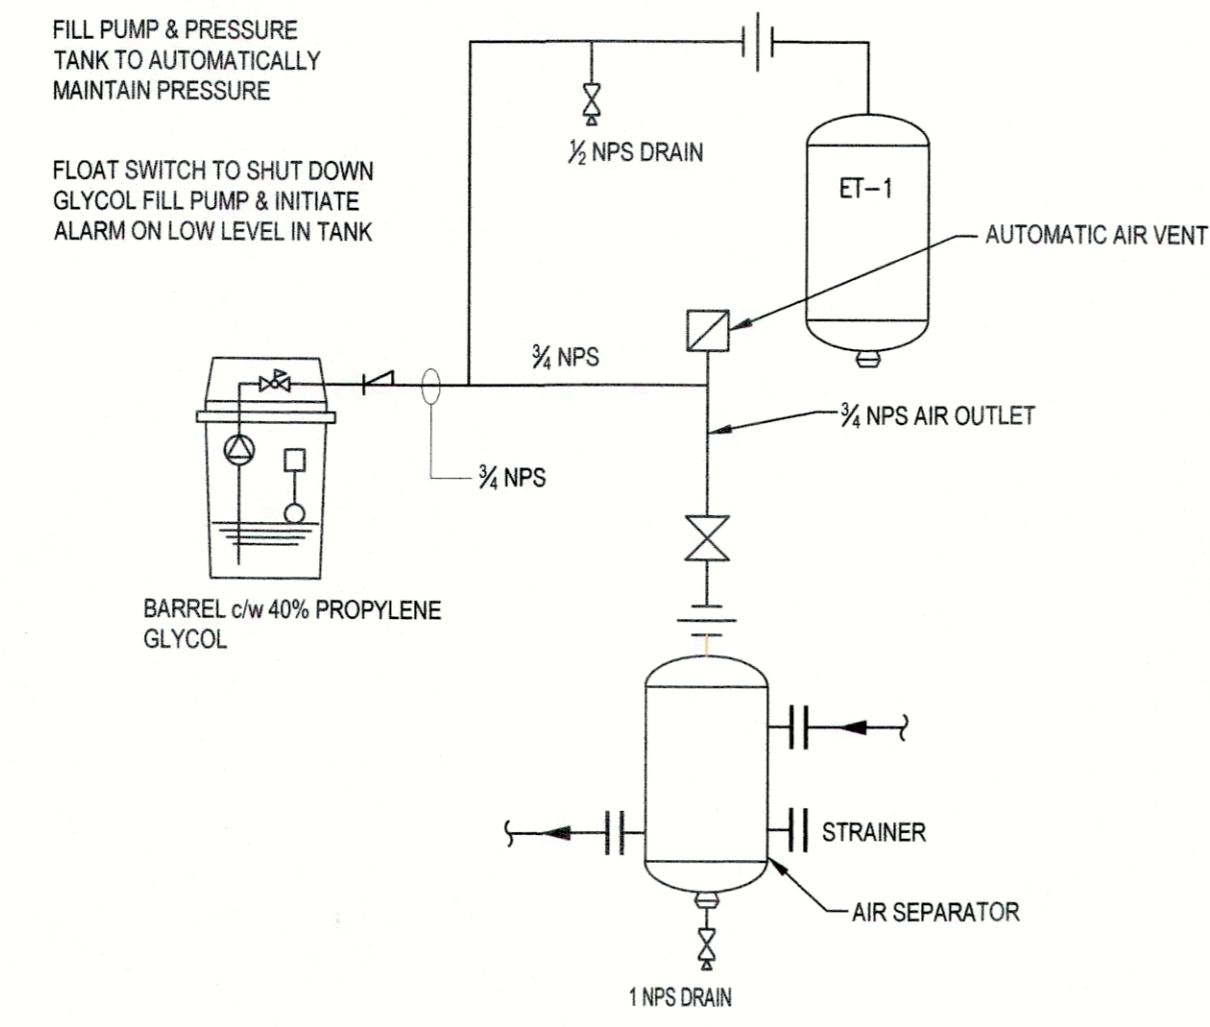 FILL PUMP & PRESSURE
TANK TO AUTOMATICALLY
MAINTAIN PRESSURE
½ NPS DRAIN
FLOAT SWITCH TO SHUT DOWN
GLYCOL FILL PUMP & INITIATE
ALARM ON LOW LEVEL IN TANK
ET-1
AUTOMATIC AIR VENT
¾ NPS
¾ NPS AIR OUTLET
¾ NPS
BARREL c/w 40% PROPYLENE
GLYCOL
STRAINER
AIR SEPARATOR
1 NPS DRAIN